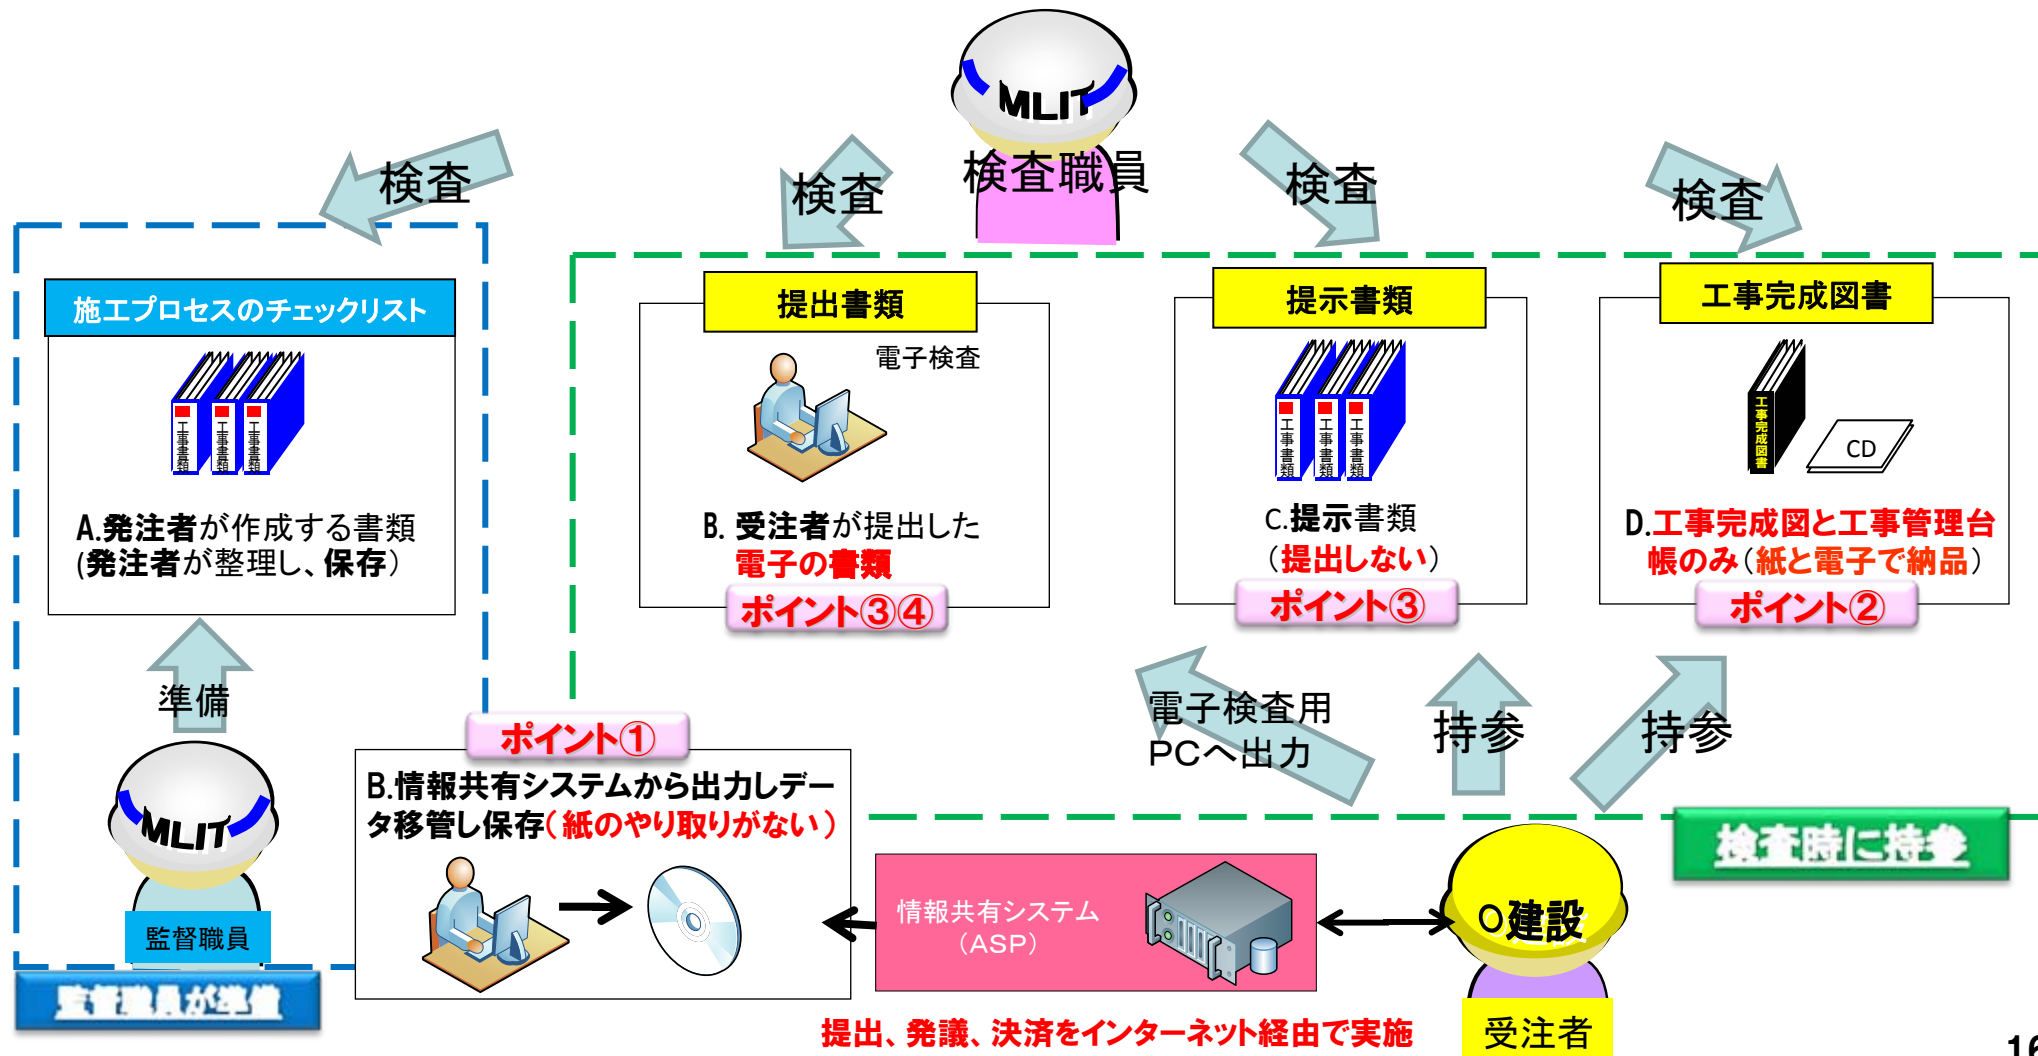 MLIT
検査職員
検査
検査
検査
検査
施工プロセスのチェックリスト
工事書類
工事書類
工事書類
A.発注者が作成する書類
(発注者が整理し、保存)
提出書類
電子検査
B. 受注者が提出した
電子の書類
ポイント③④
提示書類
工事書類
工事書類
工事書類
C.提示書類
(提出しない)
ポイント③
工事完成図書
工事完成図書
CD
D.工事完成図と工事管理台
帳のみ(紙と電子で納品)
ポイント②
準備
電子検査用
PCへ出力
持参
持参
MLIT
監督職員
監督職員が準備
ポイント①
B.情報共有システムから出力しデー
タ移管し保存(紙のやり取りがない)
情報共有システム
(ASP)
提出、発議、決済をインターネット経由で実施
検査時に持参
○建設
受注者
16